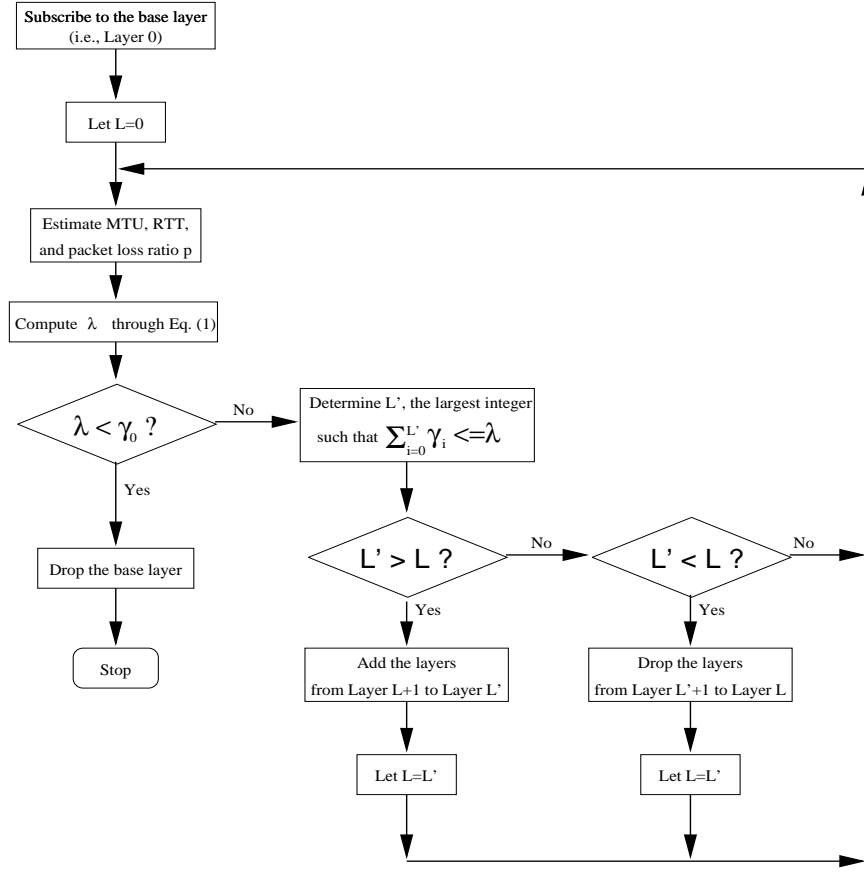 Subscribe to the base layer
(i.e., Layer 0)
Let L=0
Estimate MTU, RTT,
and packet loss ratio p
Compute λ through Eq. (1)
λ < γ₀ ?
No
Yes
Drop the base layer
Stop
Determine L', the largest integer
such that ∑_{i=0}^{L'} γ_i <=λ
L' > L ?
No
Yes
Add the layers
from Layer L+1 to Layer L'
Let L=L'
L' < L ?
No
Yes
Drop the layers
from Layer L'+1 to Layer L
Let L=L'